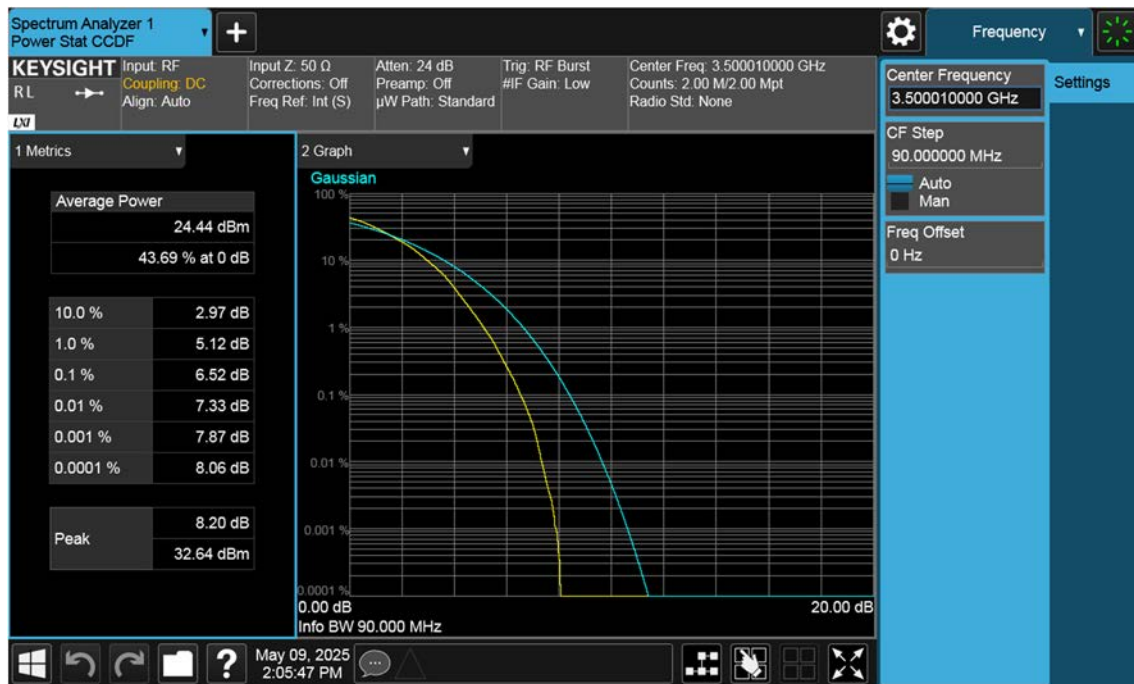 Spectrum Analyzer 1
Power Stat CCDF
+
Frequency
KEYSIGHT
RL
LXI
Input: RF
Coupling: DC
Align: Auto
Input Z: 50 Ω
Corrections: Off
Freq Ref: Int (S)
Atten: 24 dB
Preamp: Off
µW Path: Standard
Trig: RF Burst
#IF Gain: Low
Center Freq: 3.500010000 GHz
Counts: 2.00 M/2.00 Mpt
Radio Std: None
Center Frequency
3.500010000 GHz
Settings
CF Step
90.000000 MHz
Auto
Man
Freq Offset
0 Hz
1 Metrics
Average Power
24.44 dBm
43.69 % at 0 dB
10.0 % 2.97 dB
1.0 % 5.12 dB
0.1 % 6.52 dB
0.01 % 7.33 dB
0.001 % 7.87 dB
0.0001 % 8.06 dB
Peak
8.20 dB
32.64 dBm
2 Graph
Gaussian
100 %
10 %
1 %
0.1 %
0.01 %
0.001 %
0.0001 %
0.00 dB 20.00 dB
Info BW 90.000 MHz
?
May 09, 2025
2:05:47 PM